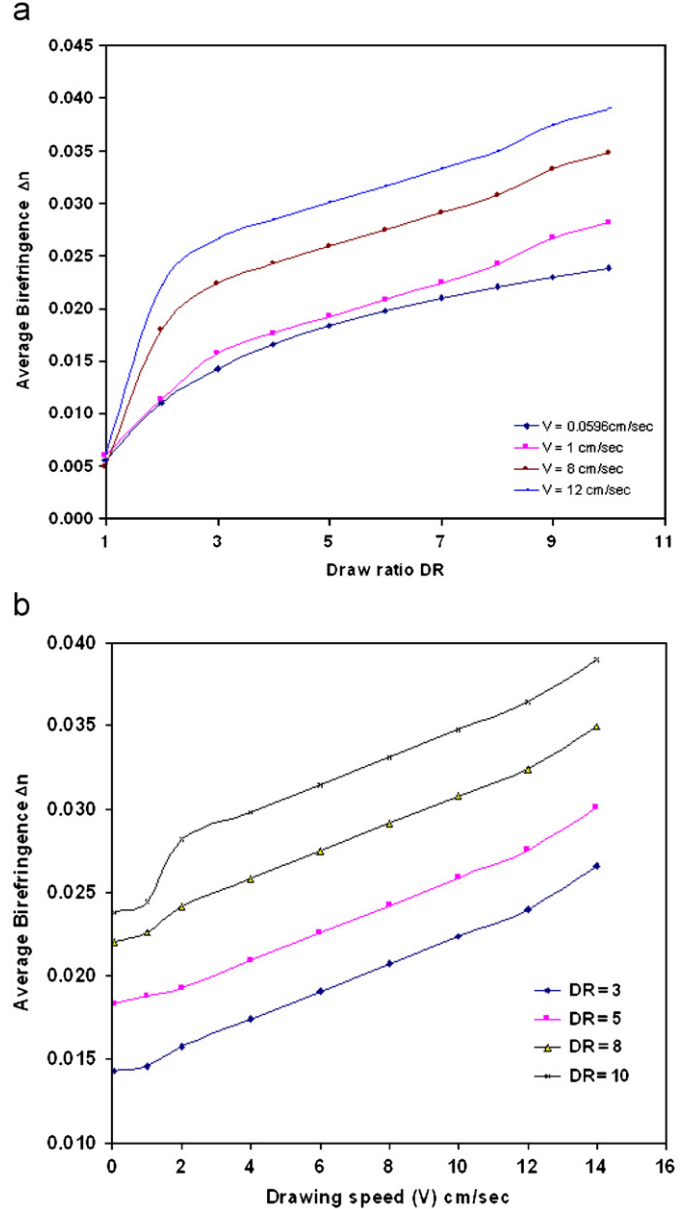 a
0.045
0.040
0.035
0.030
0.025
0.020
0.015
0.010
0.005
0.000
Average Birefringence Δn
V = 0.0596cm/sec
V = 1 cm/sec
V = 8 cm/sec
V = 12 cm/sec
1 3 5 7 9 11
Draw ratio DR
b
0.040
0.035
0.030
0.025
0.020
0.015
0.010
Average Birefringence Δn
DR= 3
DR= 5
DR= 8
DR= 10
0 2 4 6 8 10 12 14 16
Drawing speed (V) cm/sec